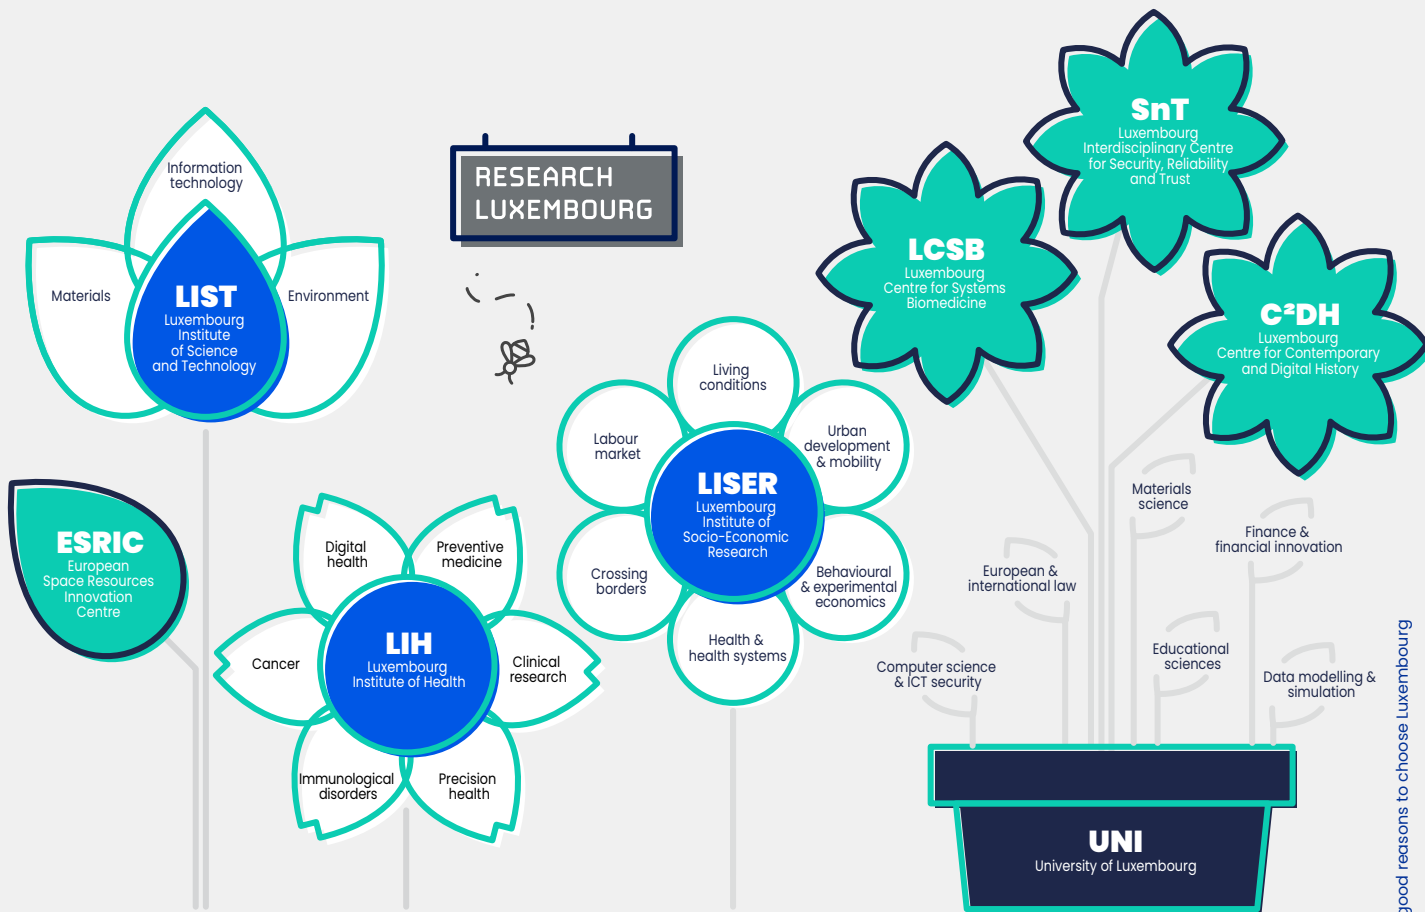 RESEARCH
LUXEMBOURG
Information
technology
Materials
Environment
LIST
Luxembourg
Institute
of Science
and Technology
ESRIC
European
Space Resources
Innovation
Centre
Digital
health
Preventive
medicine
Cancer
LIH
Luxembourg
Institute of Health
Clinical
research
Immunological
disorders
Precision
health
Living
conditions
Labour
market
Urban
development
& mobility
LISER
Luxembourg
Institute of
Socio-Economic
Research
Crossing
borders
Behavioural
& experimental
economics
Health &
health systems
SnT
Luxembourg
Interdisciplinary Centre
for Security, Reliability
and Trust
LCSB
Luxembourg
Centre for Systems
Biomedicine
C²DH
Luxembourg
Centre for Contemporary
and Digital History
Materials
science
Finance &
financial innovation
European &
international law
Educational
sciences
Computer science
& ICT security
Data modelling &
simulation
UNI
University of Luxembourg
good reasons to choose Luxembourg